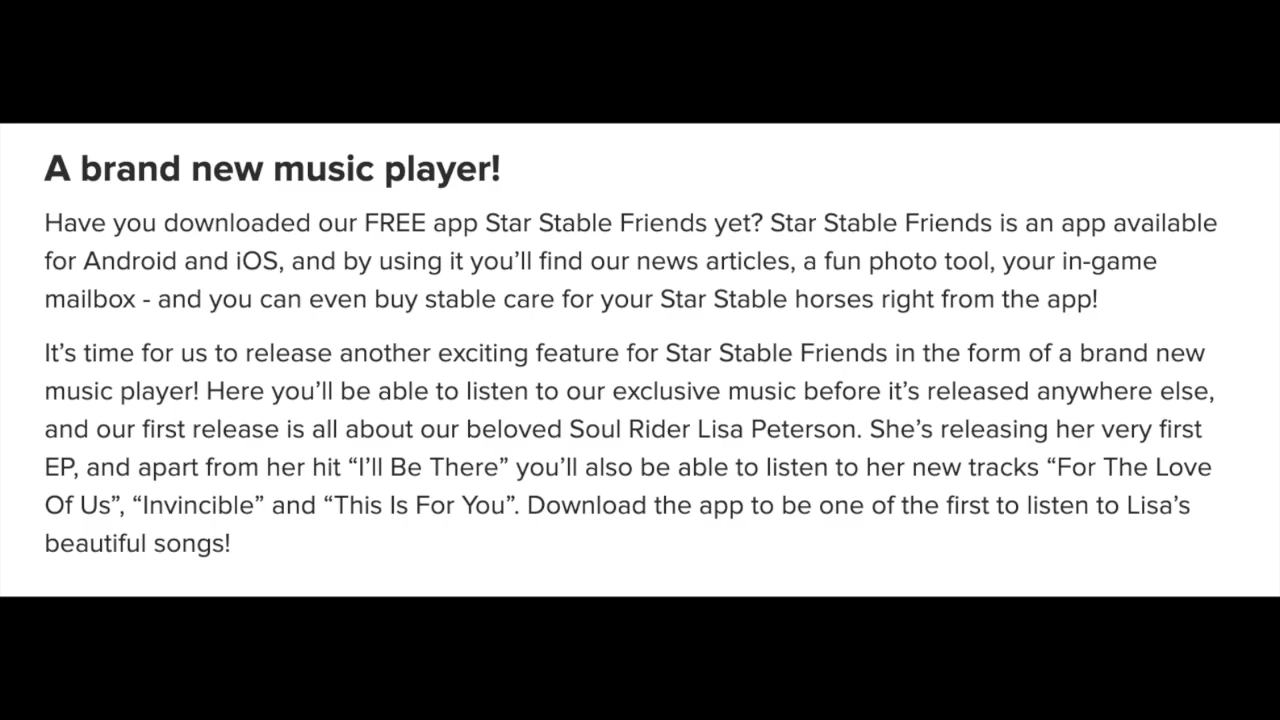 A brand new music player!
Have you downloaded our FREE app Star Stable Friends yet? Star Stable Friends is an app available
for Android and iOS, and by using it you’ll find our news articles, a fun photo tool, your in-game
mailbox - and you can even buy stable care for your Star Stable horses right from the app!
It’s time for us to release another exciting feature for Star Stable Friends in the form of a brand new
music player! Here you’ll be able to listen to our exclusive music before it’s released anywhere else,
and our first release is all about our beloved Soul Rider Lisa Peterson. She’s releasing her very first
EP, and apart from her hit “I’ll Be There” you’ll also be able to listen to her new tracks “For The Love
Of Us”, “Invincible” and “This Is For You”. Download the app to be one of the first to listen to Lisa’s
beautiful songs!